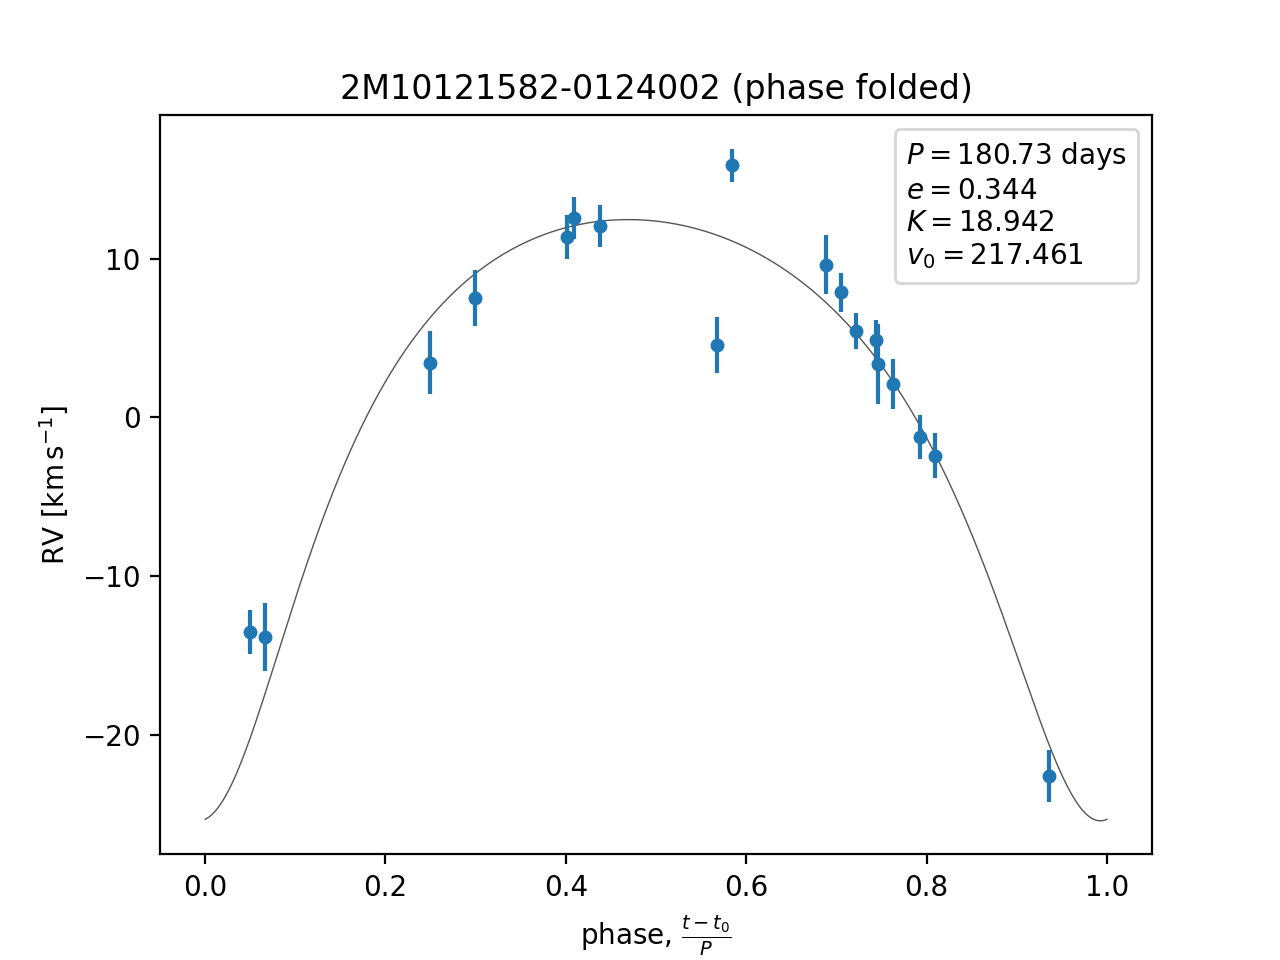 2M10121582-0124002 (phase folded)
P = 180.73 days
e = 0.344
K = 18.942
v₀ = 217.461
10
0
−10
−20
RV [km s⁻¹]
0.0 0.2 0.4 0.6 0.8 1.0
phase, (t − t₀)/P